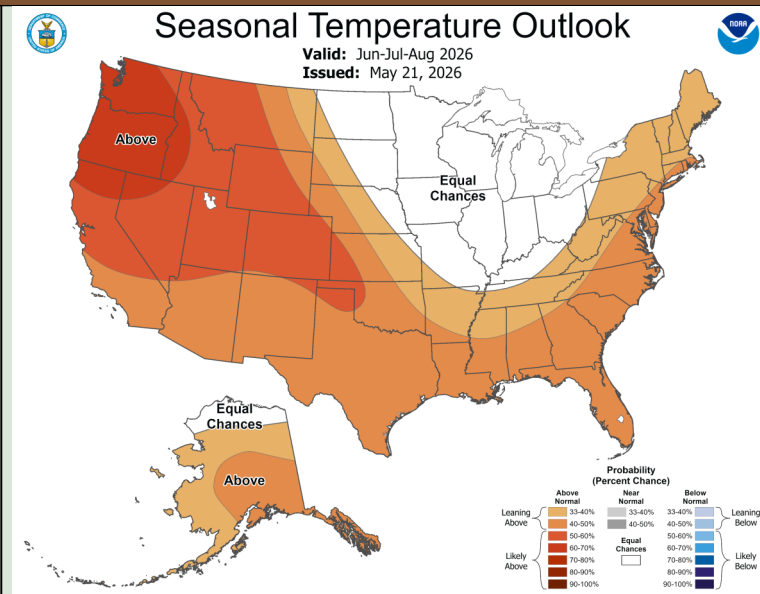 Seasonal Temperature Outlook
Valid: Jun-Jul-Aug 2026
Issued: May 21, 2026
NOAA
Above
Equal
Chances
Equal
Chances
Above
Probability
(Percent Chance)
Above
Normal
Near
Normal
Below
Normal
Leaning
Above
33-40%
40-50%
Likely
Above
50-60%
60-70%
70-80%
80-90%
90-100%
33-40%
40-50%
Equal
Chances
33-40%
40-50%
Leaning
Below
50-60%
60-70%
70-80%
80-90%
90-100%
Likely
Below